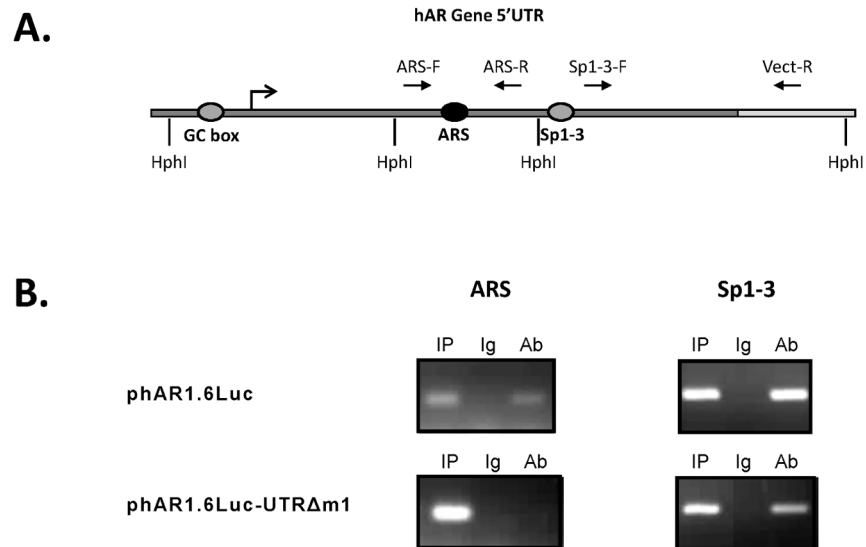 A.
hAR Gene 5'UTR
ARS-F ARS-R Sp1-3-F Vect-R
GC box ARS Sp1-3
HphI HphI HphI HphI
B.
ARS Sp1-3
IP Ig Ab IP Ig Ab
phAR1.6Luc
IP Ig Ab IP Ig Ab
phAR1.6Luc-UTRΔm1